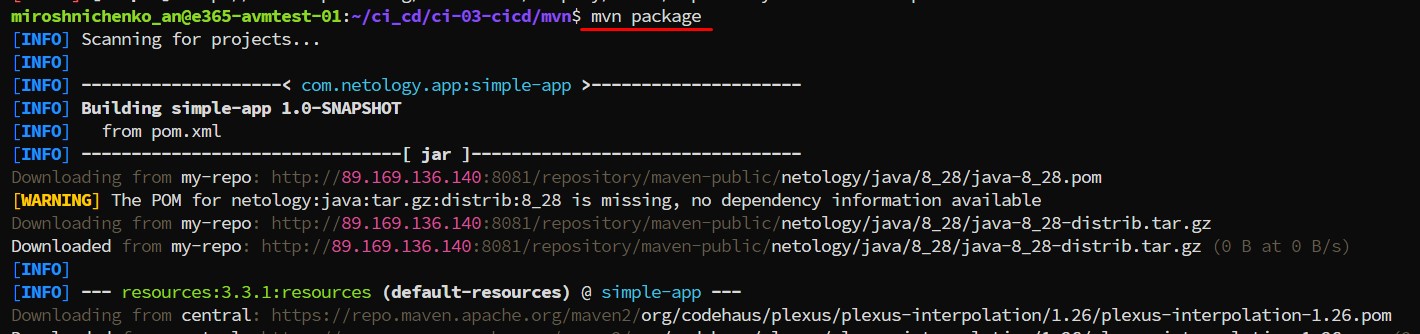 miroshnichenko_an@e365-avmtest-01:~/ci_cd/ci-03-cicd/mvn$ mvn package
[INFO] Scanning for projects...
[INFO]
[INFO] -------------------< com.netology.app:simple-app >---------------------
[INFO] Building simple-app 1.0-SNAPSHOT
[INFO]   from pom.xml
[INFO] --------------------------------[ jar ]---------------------------------
Downloading from my-repo: http://89.169.136.140:8081/repository/maven-public/netology/java/8_28/java-8_28.pom
[WARNING] The POM for netology:java:tar.gz:distrib:8_28 is missing, no dependency information available
Downloading from my-repo: http://89.169.136.140:8081/repository/maven-public/netology/java/8_28/java-8_28-distrib.tar.gz
Downloaded from my-repo: http://89.169.136.140:8081/repository/maven-public/netology/java/8_28/java-8_28-distrib.tar.gz (0 B at 0 B/s)
[INFO]
[INFO] --- resources:3.3.1:resources (default-resources) @ simple-app ---
Downloading from central: https://repo.maven.apache.org/maven2/org/codehaus/plexus/plexus-interpolation/1.26/plexus-interpolation-1.26.pom